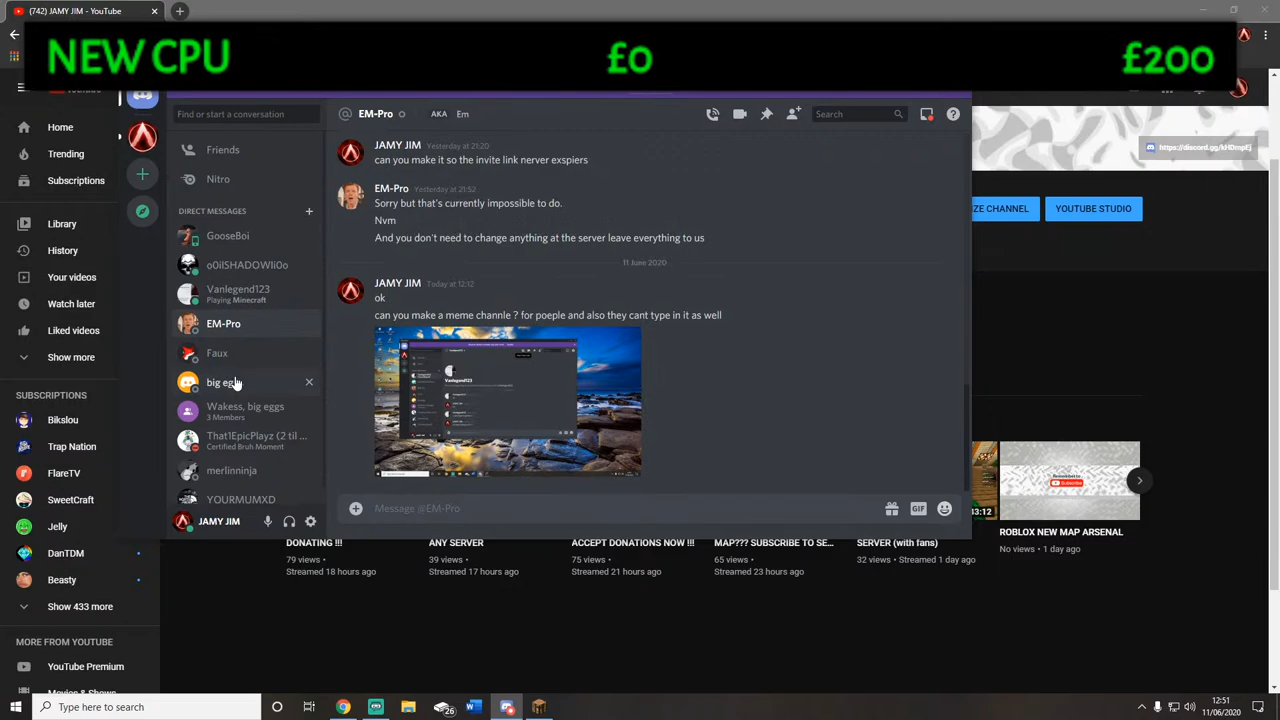 (742) JAMY JIM - YouTube
NEW CPU
£0
£200
Find or start a conversation
Friends
Nitro
DIRECT MESSAGES
GooseBoi
o0ilSHADOWIi0o
Vanlegend123
Playing Minecraft
EM-Pro
Faux
big eggs
Wakess, big eggs
3 Members
That1EpicPlayz (2 til ...
Certified Bruh Moment
merlinninja
YOURMUMXD
JAMY JIM
EM-Pro
AKA Em
Search
JAMY JIM Yesterday at 21:20
can you make it so the invite link nerver exspiers
EM-Pro Yesterday at 21:52
Sorry but that's currently impossible to do.
Nvm
And you don't need to change anything at the server leave everything to us
11 June 2020
JAMY JIM Today at 12:12
ok
can you make a meme channle ? for poeple and also they cant type in it as well
Message @EM-Pro
GIF
Home
Trending
Subscriptions
Library
History
Your videos
Watch later
Liked videos
Show more
SUBSCRIPTIONS
Bikslou
Trap Nation
FlareTV
SweetCraft
Jelly
DanTDM
Beasty
Show 433 more
MORE FROM YOUTUBE
YouTube Premium
Movies & Shows
https://discord.gg/kHDmpEj
ZE CHANNEL
YOUTUBE STUDIO
43:12
Subscribe
ROBLOX NEW MAP ARSENAL
No views • 1 day ago
DONATING !!!
79 views •
Streamed 18 hours ago
ANY SERVER
39 views •
Streamed 17 hours ago
ACCEPT DONATIONS NOW !!!
75 views •
Streamed 21 hours ago
MAP??? SUBSCRIBE TO SE...
65 views •
Streamed 23 hours ago
SERVER (with fans)
32 views • Streamed 1 day ago
Type here to search
26
12:51
11/06/2020